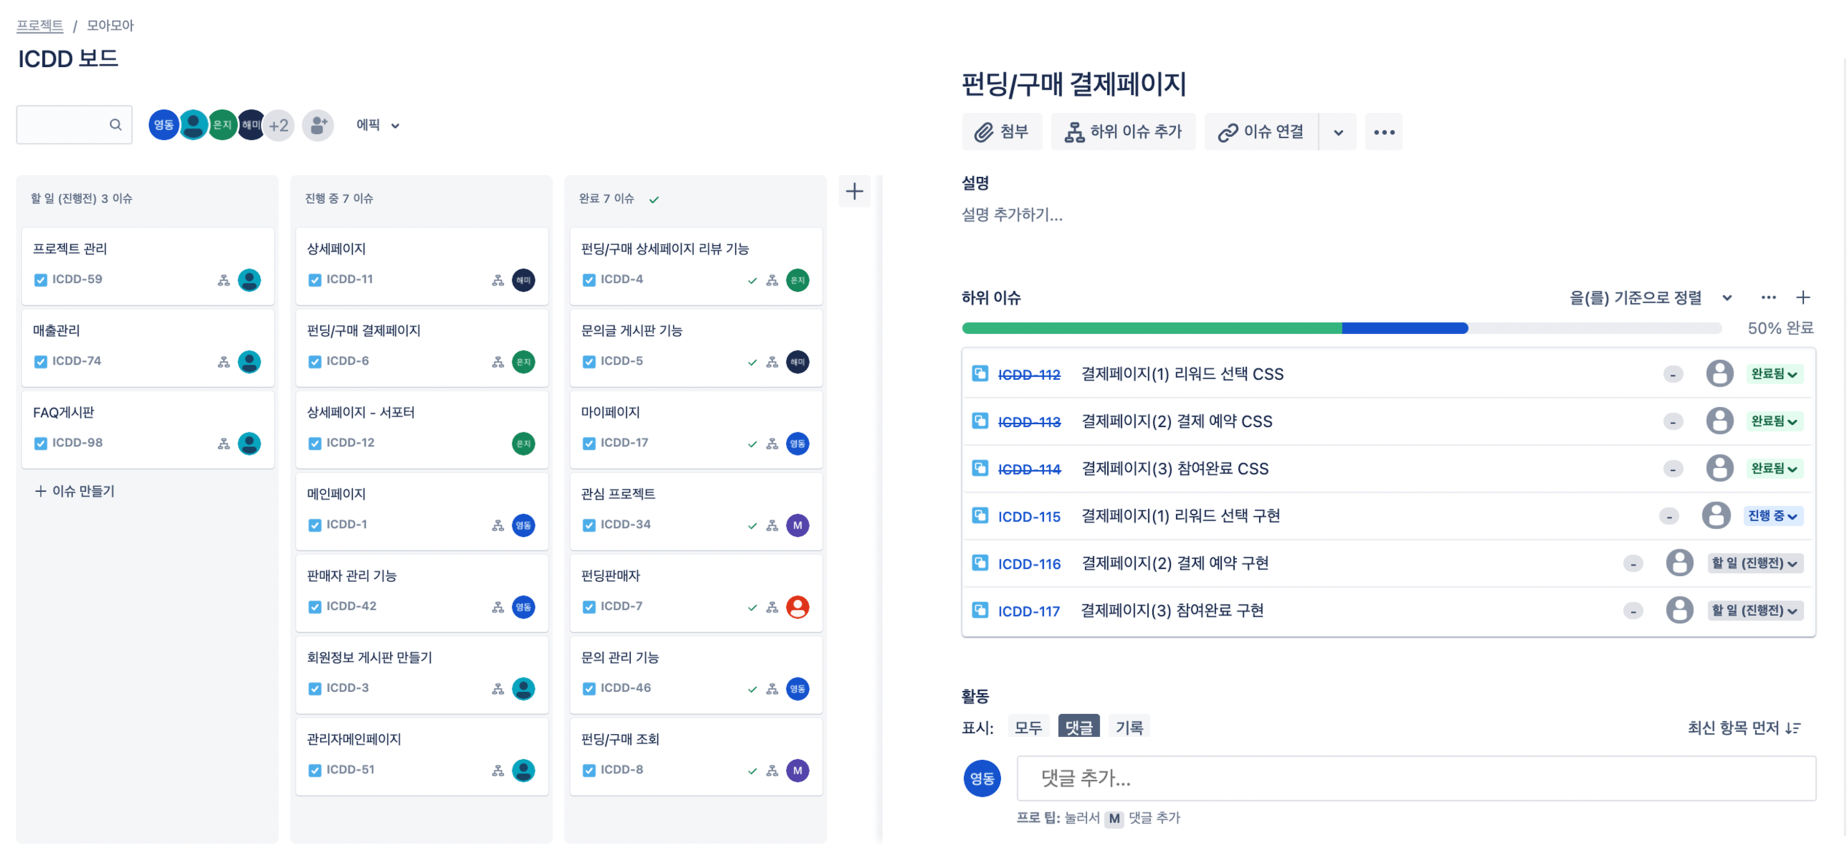 프로젝트 / 모아모아
ICDD 보드
영동 은지 해미 +2 에픽
할 일 (진행전) 3 이슈
프로젝트 관리
ICDD-59
매출관리
ICDD-74
FAQ게시판
ICDD-98
+ 이슈 만들기
진행 중 7 이슈
상세페이지
ICDD-11 해미
펀딩/구매 결제페이지
ICDD-6 은지
상세페이지 - 서포터
ICDD-12 은지
메인페이지
ICDD-1 영동
판매자 관리 기능
ICDD-42 영동
회원정보 게시판 만들기
ICDD-3
관리자메인페이지
ICDD-51
완료 7 이슈
펀딩/구매 상세페이지 리뷰 기능
ICDD-4 은지
문의글 게시판 기능
ICDD-5 해미
마이페이지
ICDD-17 영동
관심 프로젝트
ICDD-34 M
펀딩판매자
ICDD-7
문의 관리 기능
ICDD-46 영동
펀딩/구매 조회
ICDD-8 M
펀딩/구매 결제페이지
첨부 하위 이슈 추가 이슈 연결
설명
설명 추가하기...
하위 이슈 을(를) 기준으로 정렬
50% 완료
ICDD-112 결제페이지(1) 리워드 선택 CSS - 완료됨
ICDD-113 결제페이지(2) 결제 예약 CSS - 완료됨
ICDD-114 결제페이지(3) 참여완료 CSS - 완료됨
ICDD-115 결제페이지(1) 리워드 선택 구현 - 진행 중
ICDD-116 결제페이지(2) 결제 예약 구현 - 할 일 (진행전)
ICDD-117 결제페이지(3) 참여완료 구현 - 할 일 (진행전)
활동
표시: 모두 댓글 기록 최신 항목 먼저
영동 댓글 추가...
프로 팁: 눌러서 M 댓글 추가